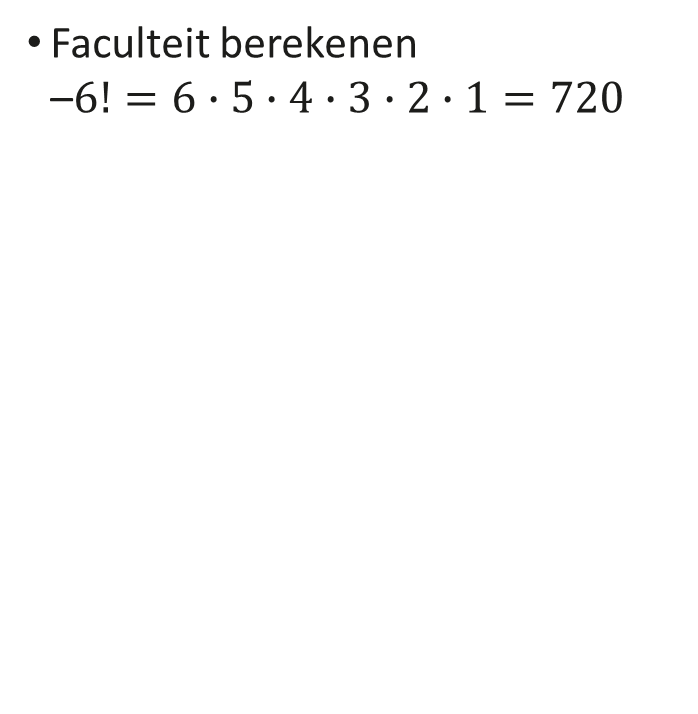 • Faculteit berekenen
–6! = 6 · 5 · 4 · 3 · 2 · 1 = 720